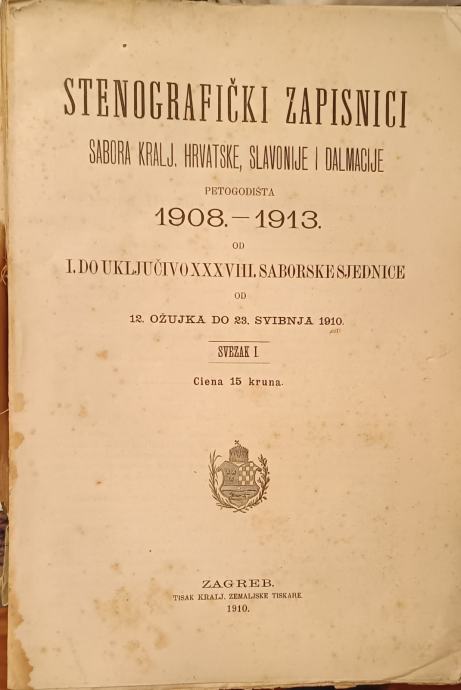 STENOGRAFIČKI ZAPISNICI
SABORA KRALJ. HRVATSKE, SLAVONIJE I DALMACIJE
PETOGODIŠTA
1908.—1913.
OD
I. DO UKLJUČIVO XXXVIII. SABORSKE SJEDNICE
OD
12. OŽUJKA DO 23. SVIBNJA 1910.
SVEZAK I.
Ciena 15 kruna.
ZAGREB.
TISAK KRALJ. ZEMALJSKE TISKARE.
1910.